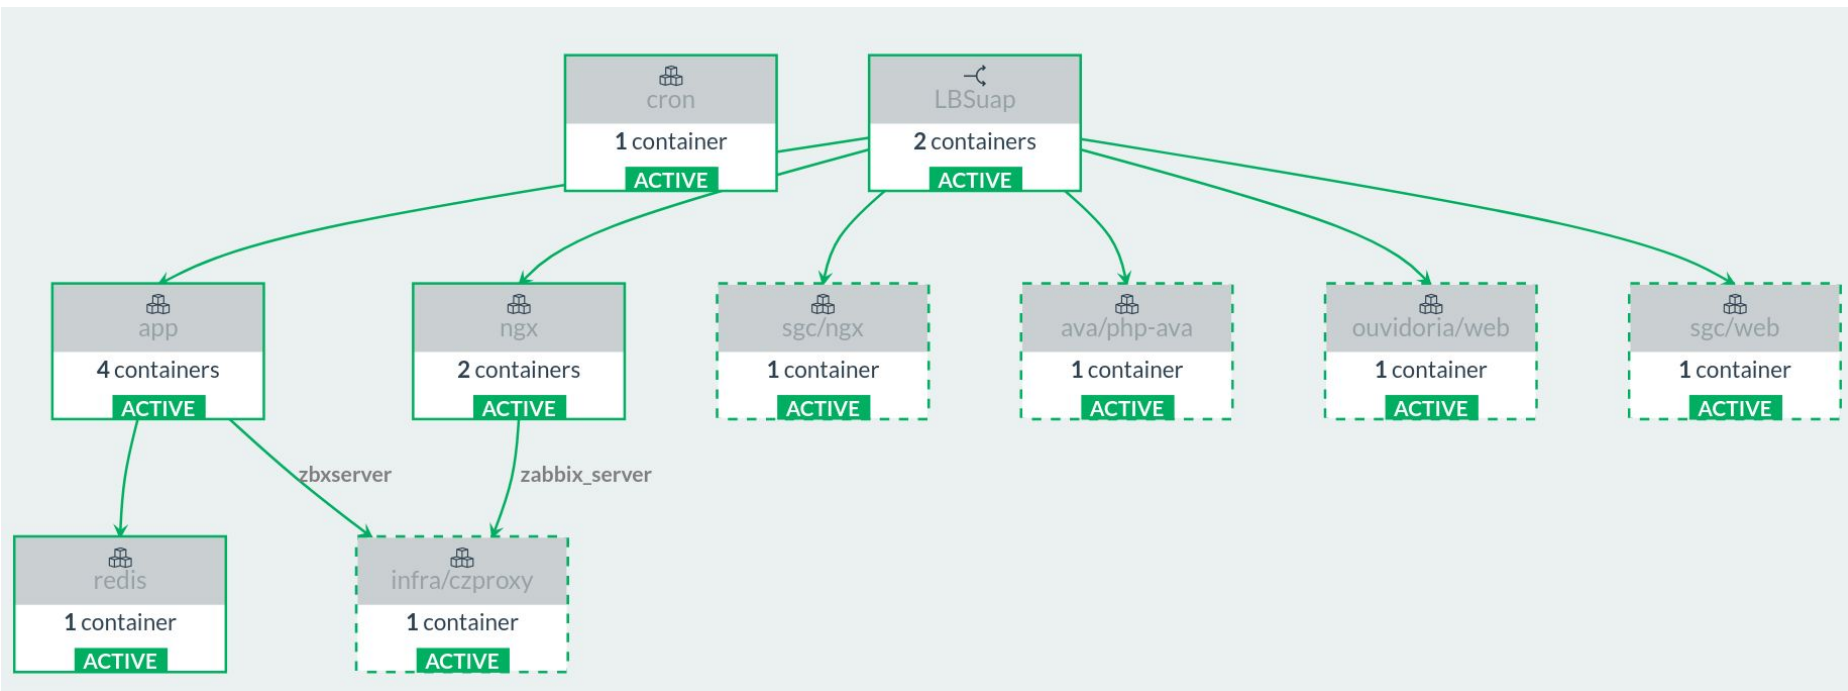 cron
1 container
ACTIVE
LBSuap
2 containers
ACTIVE
app
4 containers
ACTIVE
ngx
2 containers
ACTIVE
sgc/ngx
1 container
ACTIVE
ava/php-ava
1 container
ACTIVE
ouvidoria/web
1 container
ACTIVE
sgc/web
1 container
ACTIVE
zbxserver
zabbix_server
redis
1 container
ACTIVE
infra/czproxy
1 container
ACTIVE